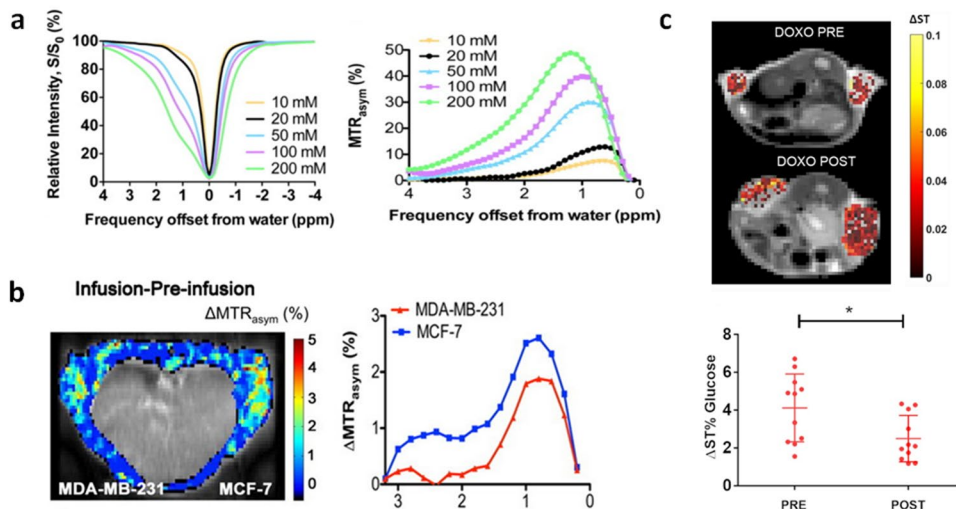 a
Relative Intensity, S/S₀ (%)
100
80
60
40
20
0
4 3 2 1 0 -1 -2 -3 -4
Frequency offset from water (ppm)
10 mM
20 mM
50 mM
100 mM
200 mM
MTRasym (%)
50
40
30
20
10
0
4 3 2 1 0
Frequency offset from water (ppm)
10 mM
20 mM
50 mM
100 mM
200 mM
b
Infusion-Pre-infusion
ΔMTRasym (%)
5
4
3
2
1
0
MDA-MB-231 MCF-7
ΔMTRasym (%)
3
2
1
0
3 2 1 0
MDA-MB-231
MCF-7
c
DOXO PRE
DOXO POST
ΔST
0.1
0.08
0.06
0.04
0.02
0
ΔST% Glucose
8
6
4
2
0
*
PRE POST